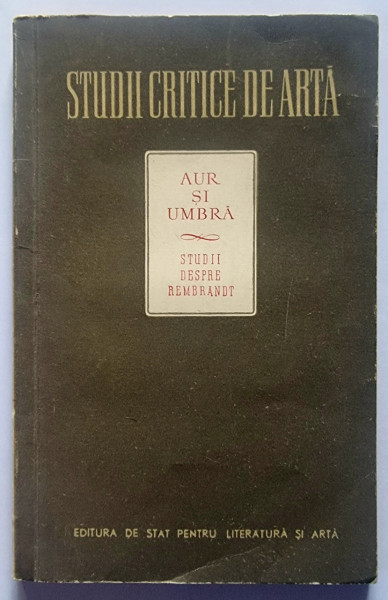 STUDII CRITICE DE ARTĂ
AUR
ȘI
UMBRĂ
STUDII
DESPRE
REMBRANDT
EDITURA DE STAT PENTRU LITERATURĂ ȘI ARTĂ